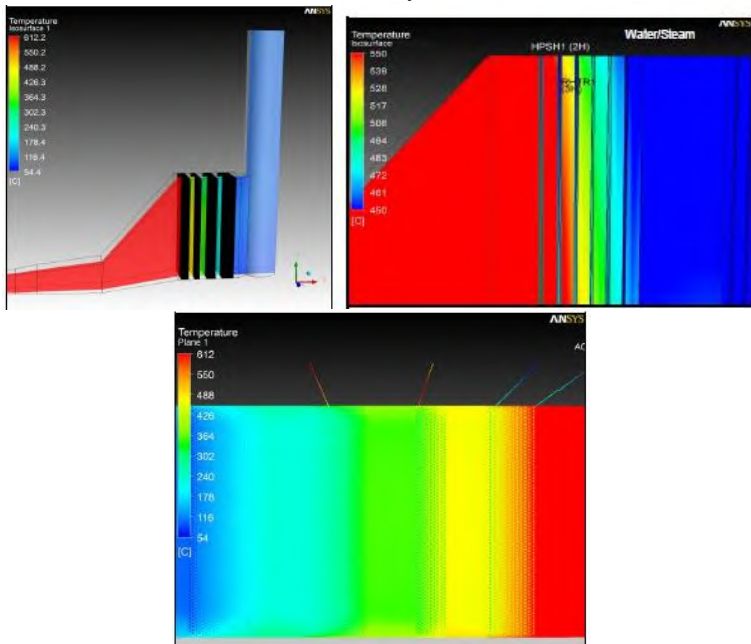 ANSYS
Temperature
Isosurface 1
612.2
550.2
488.2
426.3
364.3
302.3
240.3
178.4
116.4
54.4
[C]
ANSYS
Water/Steam
Temperature
Isosurface
HPSH1 (2H)
550
539
528
517
506
494
483
472
461
450
[C]
ANSYS
Temperature
Plane 1
612
550
488
426
364
302
240
178
116
54
[C]